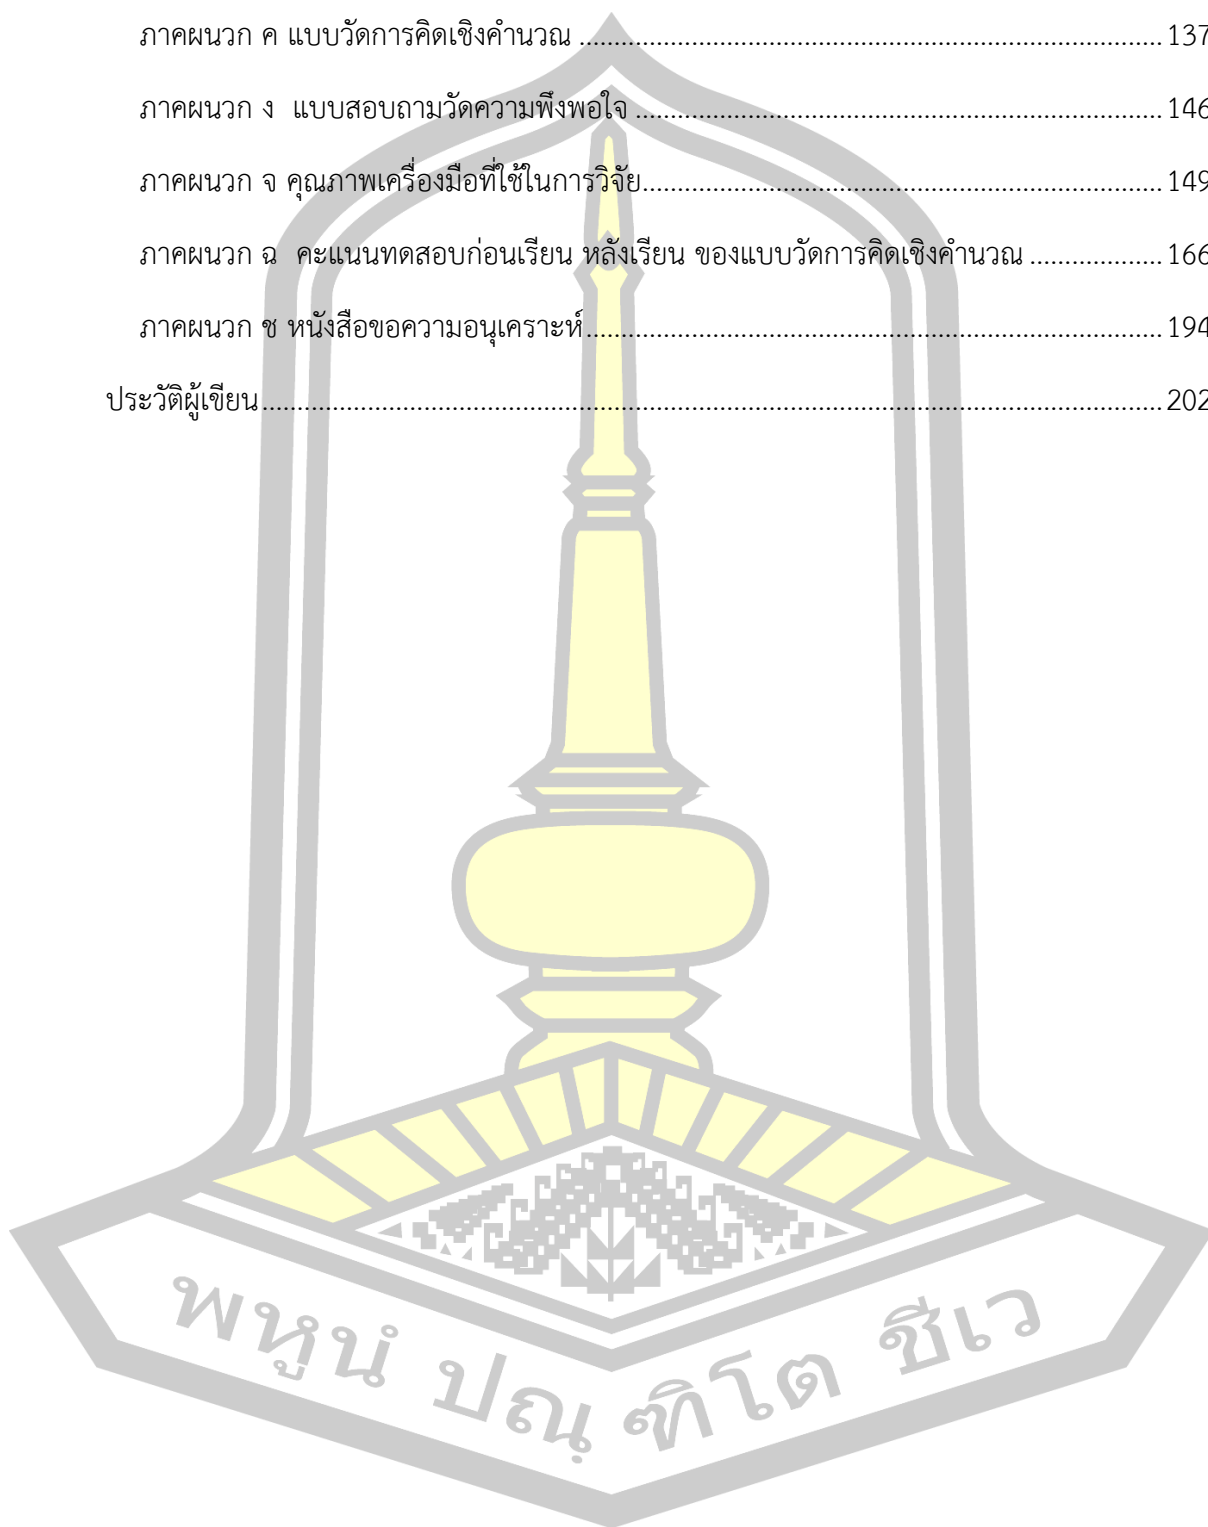 ภาคผนวก ค แบบวัดการคิดเชิงคำนวณ ........................................................................................ 137
ภาคผนวก ง  แบบสอบถามวัดความพึงพอใจ ................................................................................ 146
ภาคผนวก จ คุณภาพเครื่องมือที่ใช้ในการวิจัย............................................................................... 149
ภาคผนวก ฉ  คะแนนทดสอบก่อนเรียน หลังเรียน ของแบบวัดการคิดเชิงคำนวณ .................... 166
ภาคผนวก ช หนังสือขอความอนุเคราะห์....................................................................................... 194
ประวัติผู้เขียน........................................................................................................................................ 202
พหูนํ ปณฺฑิโต ชีเว